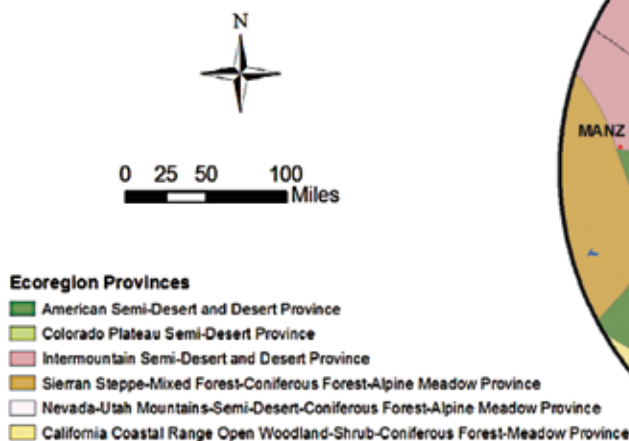 N
MANZ
0 25 50 100
Miles
Ecoregion Provinces
American Semi-Desert and Desert Province
Colorado Plateau Semi-Desert Province
Intermountain Semi-Desert and Desert Province
Sierran Steppe-Mixed Forest-Coniferous Forest-Alpine Meadow Province
Nevada-Utah Mountains-Semi-Desert-Coniferous Forest-Alpine Meadow Province
California Coastal Range Open Woodland-Shrub-Coniferous Forest-Meadow Province